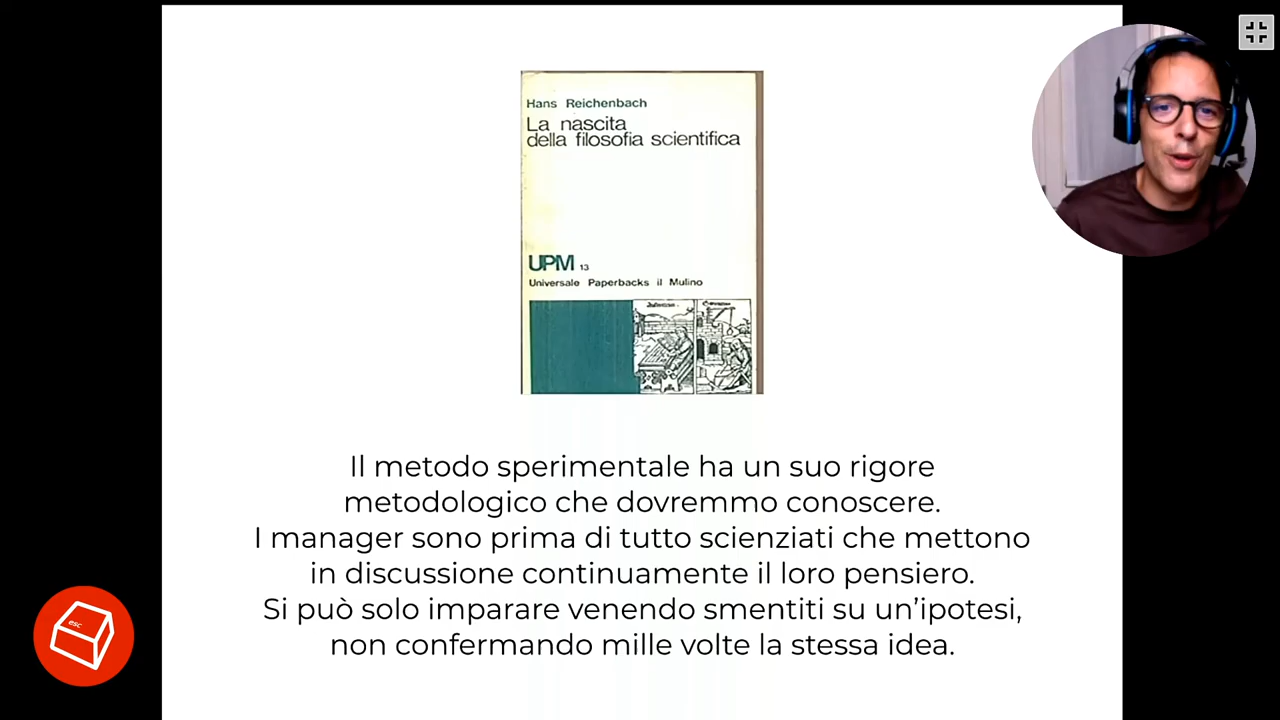 Hans Reichenbach
La nascita
della filosofia scientifica
UPM 13
Universale Paperbacks il Mulino
Il metodo sperimentale ha un suo rigore
metodologico che dovremmo conoscere.
I manager sono prima di tutto scienziati che mettono
in discussione continuamente il loro pensiero.
Si può solo imparare venendo smentiti su un’ipotesi,
non confermando mille volte la stessa idea.
esc